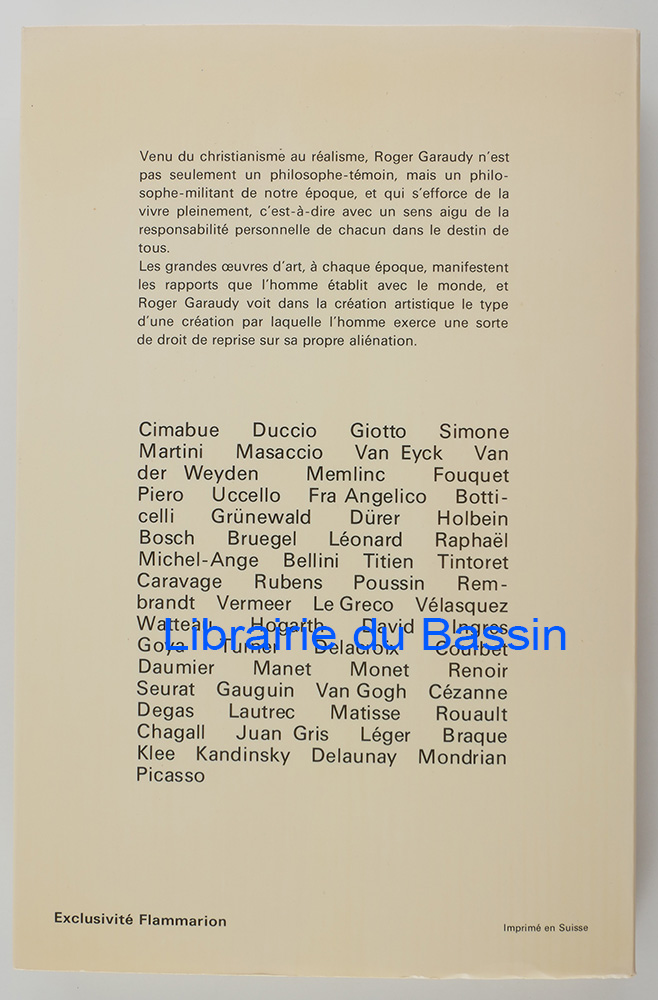 Venu du christianisme au réalisme, Roger Garaudy n'est
pas seulement un philosophe-témoin, mais un philo-
sophe-militant de notre époque, et qui s'efforce de la
vivre pleinement, c'est-à-dire avec un sens aigu de la
responsabilité personnelle de chacun dans le destin de
tous.
Les grandes œuvres d'art, à chaque époque, manifestent
les rapports que l'homme établit avec le monde, et
Roger Garaudy voit dans la création artistique le type
d'une création par laquelle l'homme exerce une sorte
de droit de reprise sur sa propre aliénation.
Cimabue Duccio Giotto Simone
Martini Masaccio Van Eyck Van
der Weyden Memlinc Fouquet
Piero Uccello Fra Angelico Botti-
celli Grünewald Dürer Holbein
Bosch Bruegel Léonard Raphaël
Michel-Ange Bellini Titien Tintoret
Caravage Rubens Poussin Rem-
brandt Vermeer Le Greco Vélasquez
Watteau Hogarth David Ingres
Librairie du Bassin
Goya Turner Delacroix Courbet
Daumier Manet Monet Renoir
Seurat Gauguin Van Gogh Cézanne
Degas Lautrec Matisse Rouault
Chagall Juan Gris Léger Braque
Klee Kandinsky Delaunay Mondrian
Picasso
Exclusivité Flammarion
Imprimé en Suisse